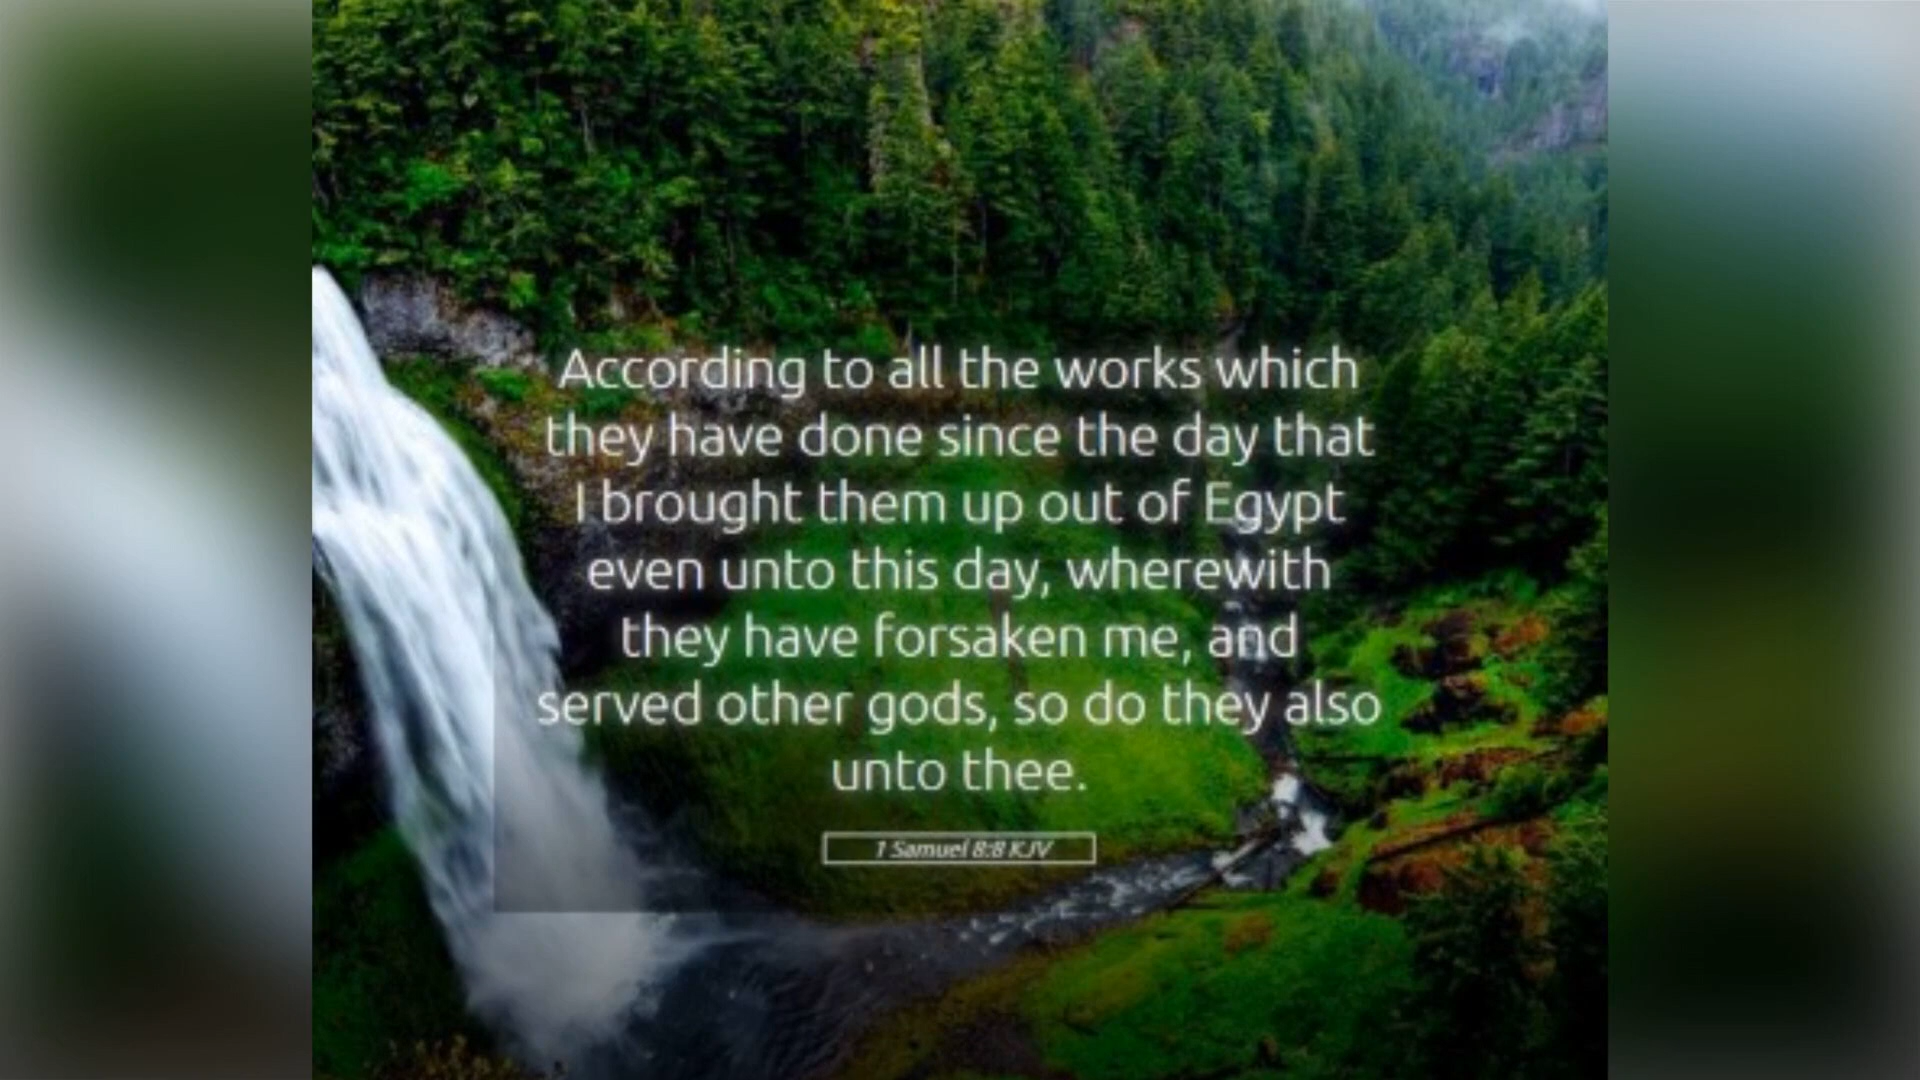 According to all the works which
they have done since the day that
I brought them up out of Egypt
even unto this day, wherewith
they have forsaken me, and
served other gods, so do they also
unto thee.
1 Samuel 8:8 KJV